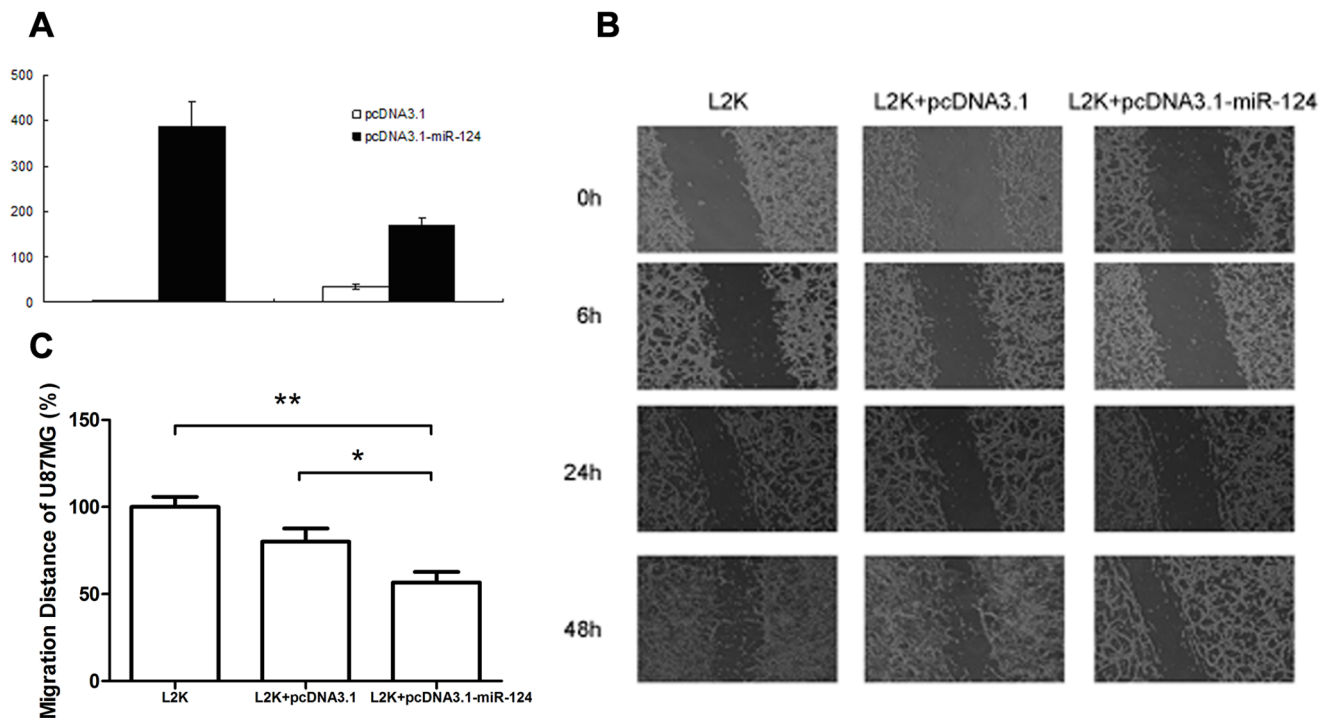 A
500
400
300
200
100
0
pcDNA3.1
pcDNA3.1-miR-124
B
L2K
L2K+pcDNA3.1
L2K+pcDNA3.1-miR-124
0h
6h
24h
48h
C
Migration Distance of U87MG (%)
150
100
50
0
**
*
L2K
L2K+pcDNA3.1
L2K+pcDNA3.1-miR-124